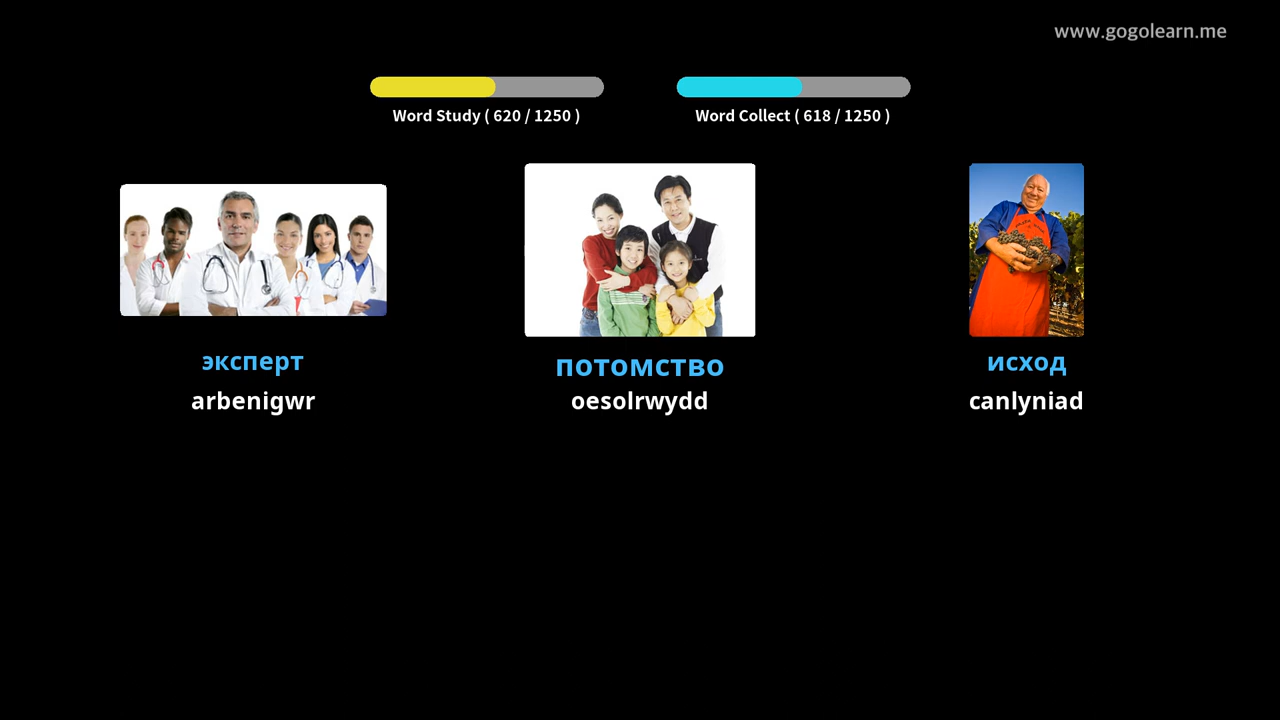 www.gogolearn.me
Word Study ( 620 / 1250 )
Word Collect ( 618 / 1250 )
эксперт
потомство
исход
arbenigwr
oesolrwydd
canlyniad